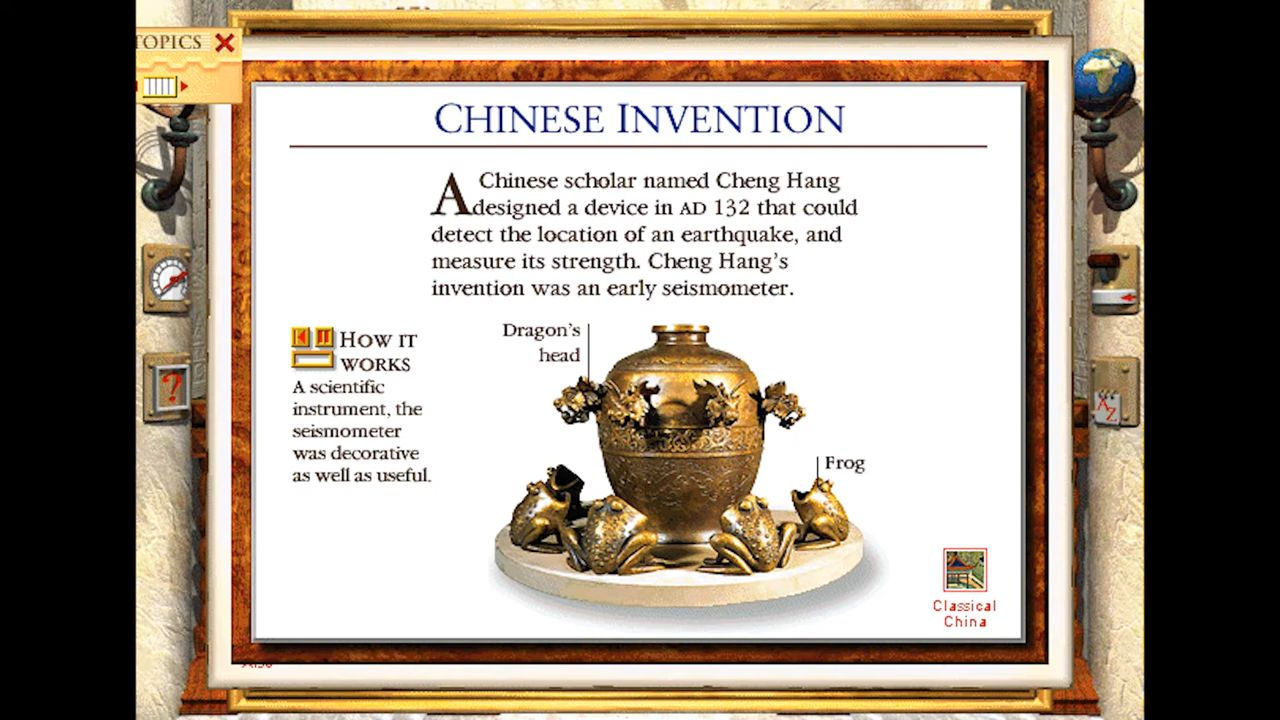 TOPICS
CHINESE INVENTION
A Chinese scholar named Cheng Hang
designed a device in AD 132 that could
detect the location of an earthquake, and
measure its strength. Cheng Hang's
invention was an early seismometer.
Dragon's
head
HOW IT
WORKS
A scientific
instrument, the
seismometer
was decorative
as well as useful.
Frog
?
A
Z
Classical
China